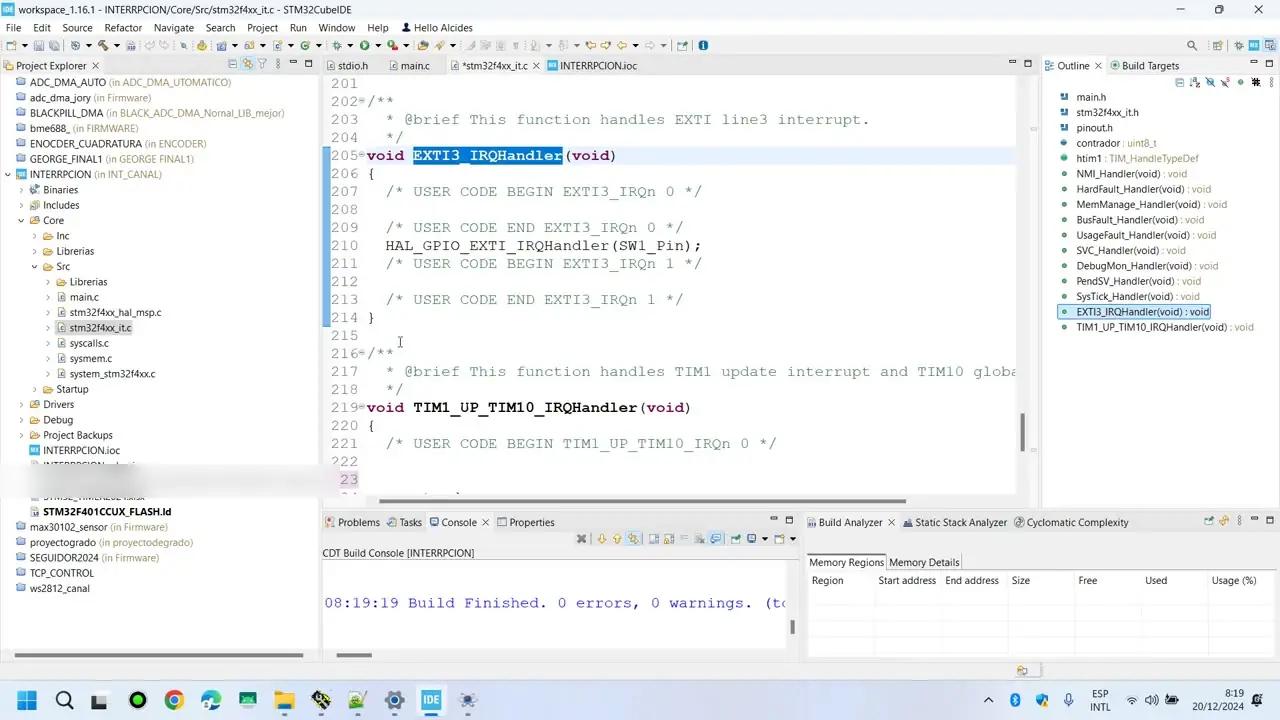 workspace_1.16.1 - INTERRPCION/Core/Src/stm32f4xx_it.c - STM32CubeIDE
File Edit Source Refactor Navigate Search Project Run Window Help Hello Alcides
Project Explorer
ADC_DMA_AUTO (in ADC_DMA_UTOMATICO)
adc_dma_jory (in Firmware)
BLACKPILL_DMA (in BLACK_ADC_DMA_Nornal_LIB_mejor)
bme688_ (in FIRMWARE)
ENOCDER_CUADRATURA (in ENCODER)
GEORGE_FINAL1 (in GEORGE FINAL1)
INTERRPCION (in INT_CANAL)
Binaries
Includes
Core
Inc
Librerias
Src
Librerias
main.c
stm32f4xx_hal_msp.c
stm32f4xx_it.c
syscalls.c
sysmem.c
system_stm32f4xx.c
Startup
Drivers
Debug
Project Backups
INTERRPCION.ioc
STM32F401CCUX_FLASH.ld
max30102_sensor (in Firmware)
proyectogrado (in proyectodegrado)
SEGUIDOR2024 (in Firmware)
TCP_CONTROL
ws2812_canal
stdio.h main.c *stm32f4xx_it.c INTERRPCION.ioc
201
202 /**
203 * @brief This function handles EXTI line3 interrupt.
204 */
205 void EXTI3_IRQHandler(void)
206 {
207 /* USER CODE BEGIN EXTI3_IRQn 0 */
208
209 /* USER CODE END EXTI3_IRQn 0 */
210 HAL_GPIO_EXTI_IRQHandler(SW1_Pin);
211 /* USER CODE BEGIN EXTI3_IRQn 1 */
212
213 /* USER CODE END EXTI3_IRQn 1 */
214 }
215
216 /**
217 * @brief This function handles TIM1 update interrupt and TIM10 globa
218 */
219 void TIM1_UP_TIM10_IRQHandler(void)
220 {
221 /* USER CODE BEGIN TIM1_UP_TIM10_IRQn 0 */
222
23
Outline Build Targets
main.h
stm32f4xx_it.h
pinout.h
contrador : uint8_t
htim1 : TIM_HandleTypeDef
NMI_Handler(void) : void
HardFault_Handler(void) : void
MemManage_Handler(void) : void
BusFault_Handler(void) : void
UsageFault_Handler(void) : void
SVC_Handler(void) : void
DebugMon_Handler(void) : void
PendSV_Handler(void) : void
SysTick_Handler(void) : void
EXTI3_IRQHandler(void) : void
TIM1_UP_TIM10_IRQHandler(void) : void
Problems Tasks Console Properties
CDT Build Console [INTERRPCION]
08:19:19 Build Finished. 0 errors, 0 warnings. (to
Build Analyzer Static Stack Analyzer Cyclomatic Complexity
Memory Regions Memory Details
Region Start address End address Size Free Used Usage (%)
ESP
INTL
8:19
20/12/2024